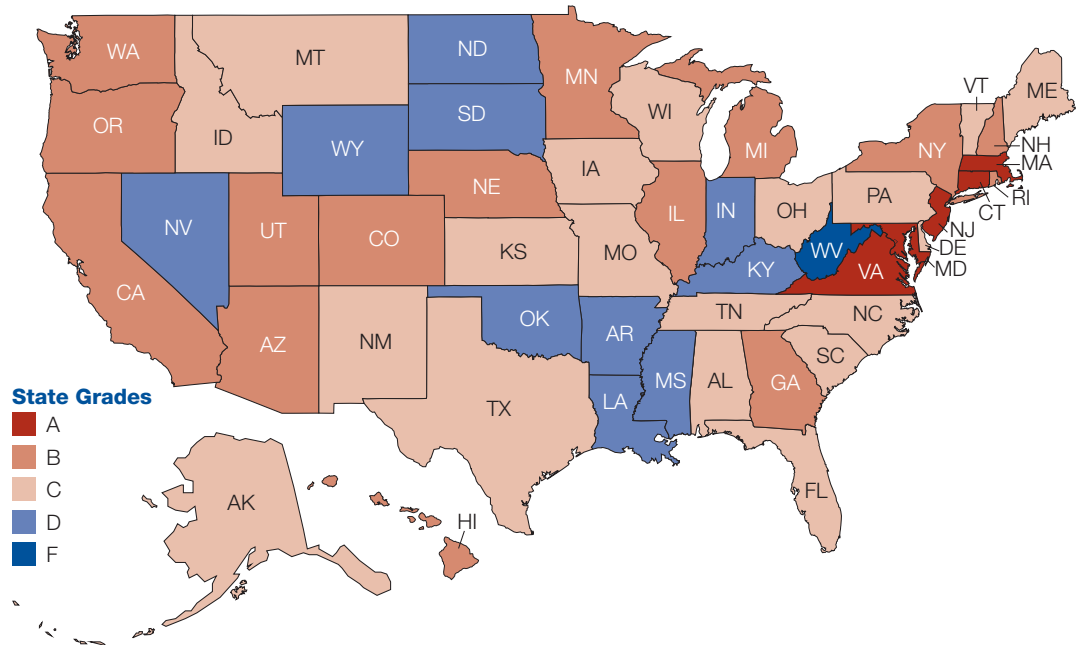 WA
MT
ND
MN
VT
ME
OR
ID
SD
WI
WY
MI
NY
NH
MA
NE
IA
PA
RI
CT
NV
UT
CO
IL
IN
OH
NJ
DE
KS
MO
WV
MD
CA
KY
VA
TN
NC
OK
AR
AZ
NM
SC
MS
AL
GA
LA
TX
State Grades
A
B
C
D
F
AK
HI
FL